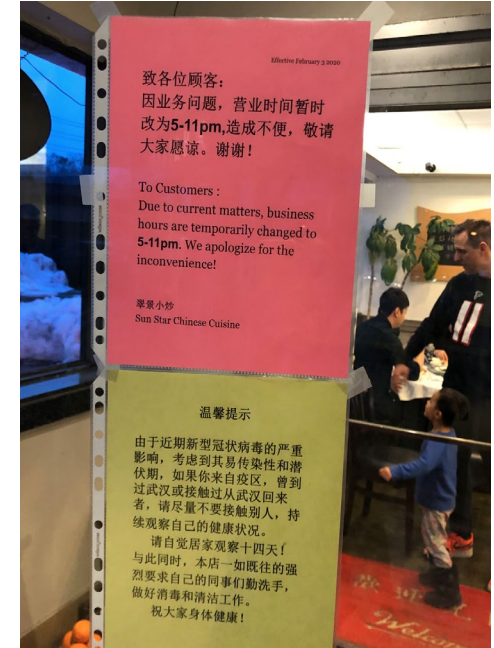 Effective February 3 2020
致各位顾客：
因业务问题，营业时间暂时
改为5-11pm,造成不便，敬请
大家愿谅。谢谢！
To Customers :
Due to current matters, business
hours are temporarily changed to
5-11pm. We apologize for the
inconvenience!
翠景小炒
Sun Star Chinese Cuisine
温馨提示
由于近期新型冠状病毒的严重
影响，考虑到其易传染性和潜
伏期，如果你来自疫区，曾到
过武汉或接触过从武汉回来
者，请尽量不要接触别人，持
续观察自己的健康状况。
请自觉居家观察十四天！
与此同时，本店一如既往的强
烈要求自己的同事们勤洗手，
做好消毒和清洁工作。
祝大家身体健康！
11
Welcome